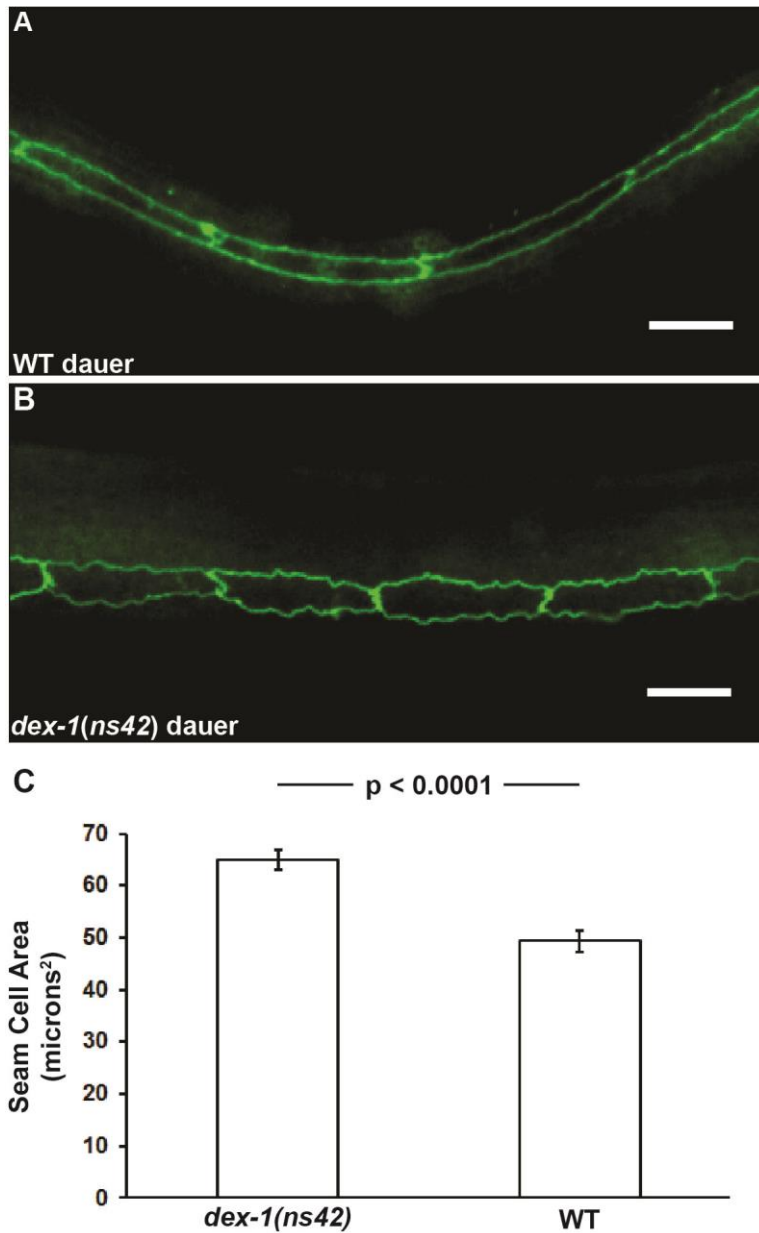 A
WT dauer
B
dex-1(ns42) dauer
C
p < 0.0001
Seam Cell Area
(microns²)
70
60
50
40
30
20
10
0
dex-1(ns42)
WT